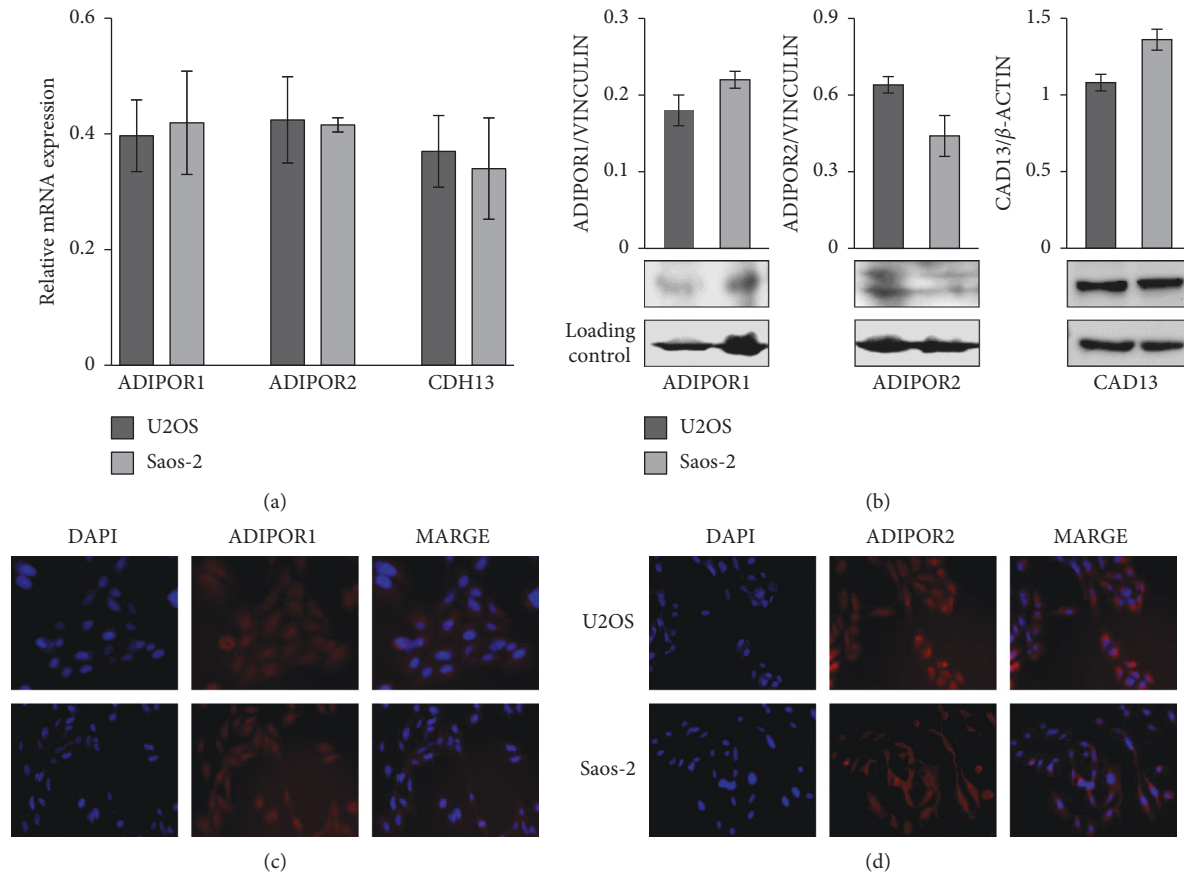 Relative mRNA expression
0.6
0.4
0.2
0
ADIPOR1
ADIPOR2
CDH13
U2OS
Saos-2
(a)
ADIPOR1/VINCULIN
0.3
0.2
0.1
0
ADIPOR2/VINCULIN
0.9
0.6
0.3
0
CAD13/β-ACTIN
1.5
1
0.5
0
Loading
control
ADIPOR1
ADIPOR2
CAD13
U2OS
Saos-2
(b)
DAPI
ADIPOR1
MARGE
(c)
DAPI
ADIPOR2
MARGE
U2OS
Saos-2
(d)